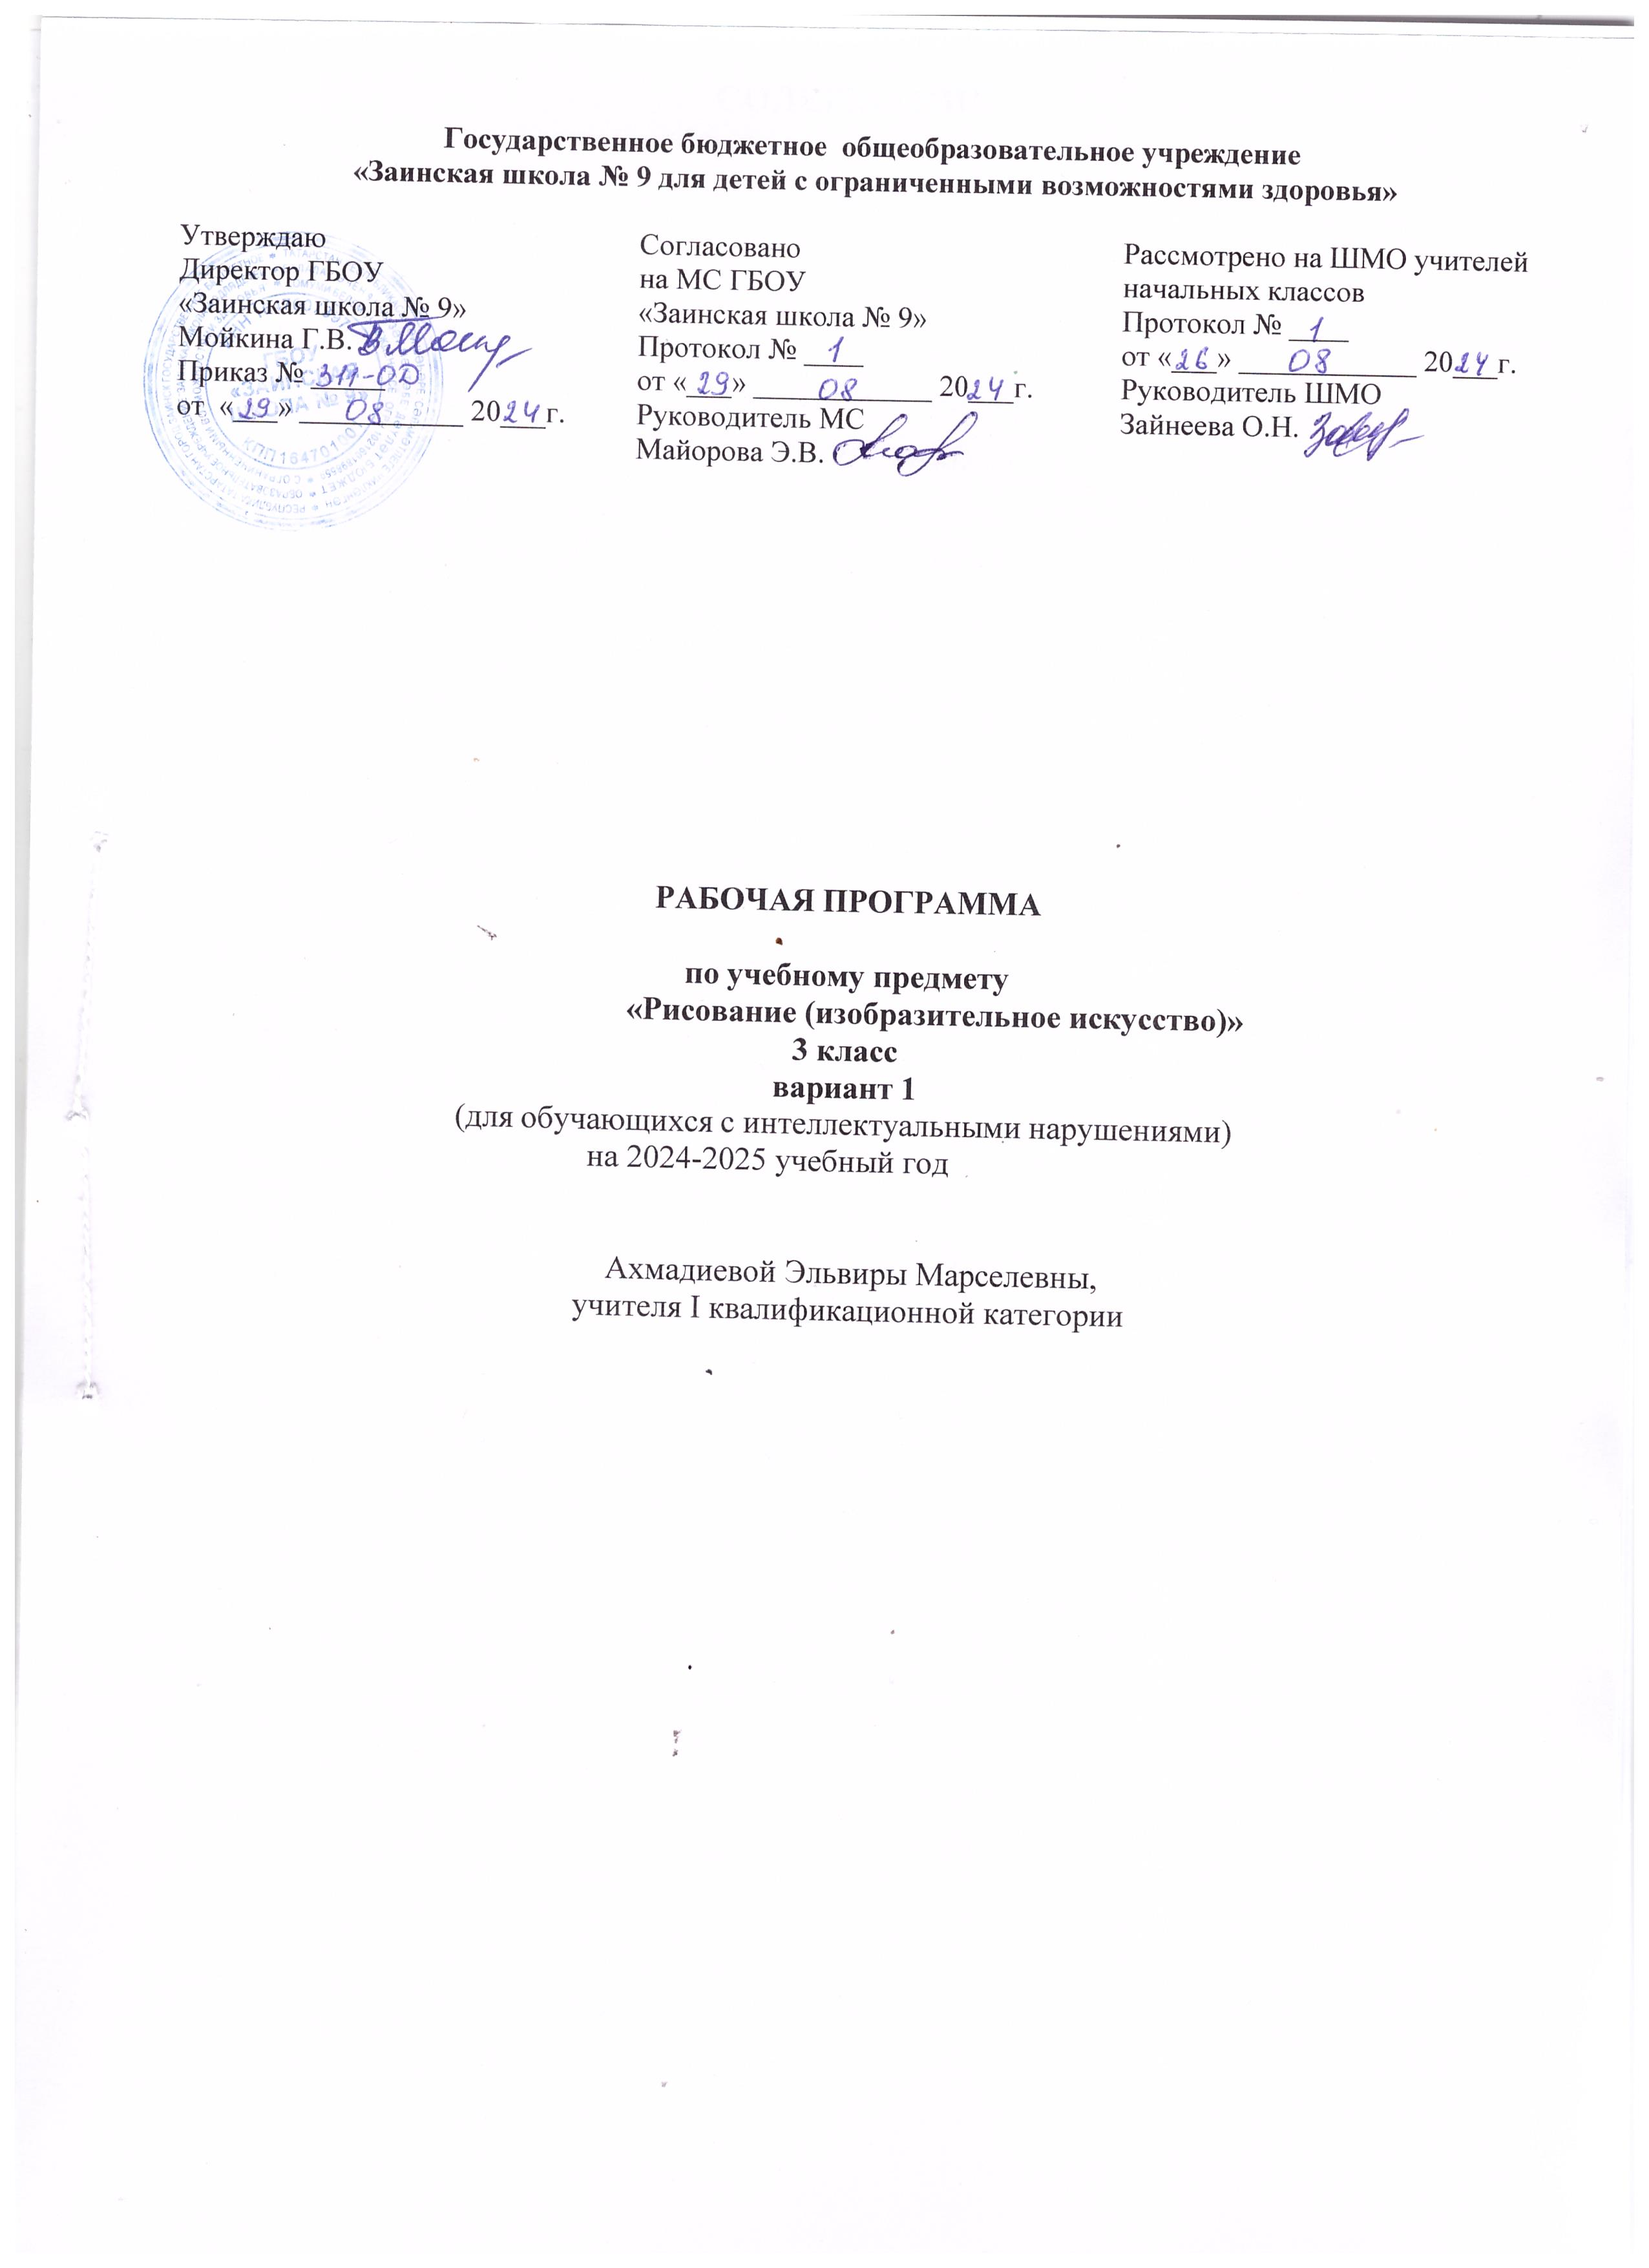 Государственное бюджетное  общеобразовательное учреждение
«Заинская школа № 9 для детей с ограниченными возможностями здоровья»
Утверждаю
Директор ГБОУ
«Заинская школа № 9»
Мойкина Г.В.
Приказ № 311-ОД
от «29» 08 2024г.
Согласовано
на МС ГБОУ
«Заинская школа № 9»
Протокол № 1
от «29» 08 2024г.
Руководитель МС
Майорова Э.В.
Рассмотрено на ШМО учителей
начальных классов
Протокол № 1
от «26» 08 2024г.
Руководитель ШМО
Зайнеева О.Н.
РАБОЧАЯ ПРОГРАММА
по учебному предмету
«Рисование (изобразительное искусство)»
3 класс
вариант 1
(для обучающихся с интеллектуальными нарушениями)
на 2024-2025 учебный год
Ахмадиевой Эльвиры Марселевны,
учителя I квалификационной категории